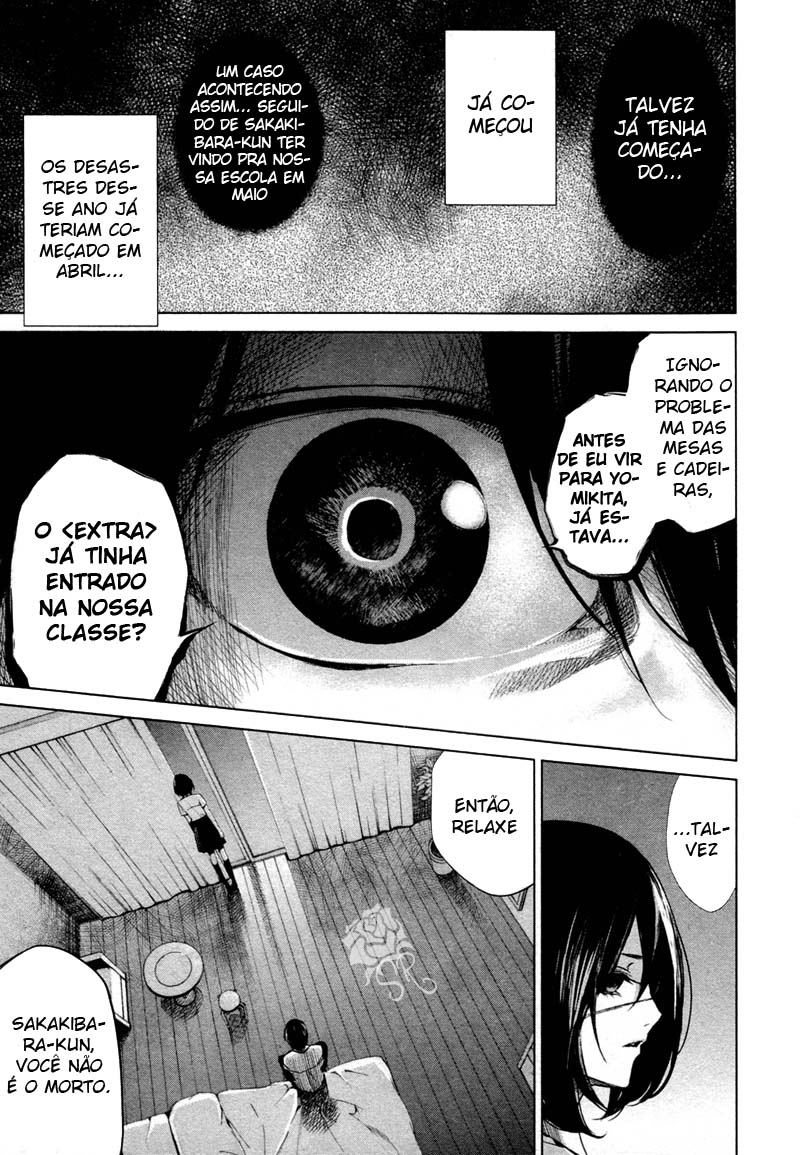 TALVEZ
JÁ TENHA
COMEÇA-
DO...
JÁ CO-
MEÇOU
UM CASO
ACONTECENDO
ASSIM... SEGUI-
DO DE SAKAKI-
BARA-KUN TER
VINDO PRA NOS-
SA ESCOLA EM
MAIO
OS DESAS-
TRES DES-
SE ANO JÁ
TERIAM CO-
MEÇADO EM
ABRIL...
IGNO-
RANDO O
PROBLE-
MA DAS
MESAS
E CADEI-
RAS,
ANTES
DE EU VIR
PARA YO-
MIKITA,
JÁ ES-
TAVA...
O <EXTRA>
JÁ TINHA
ENTRADO
NA NOSSA
CLASSE?
...TAL-
VEZ
ENTÃO,
RELAXE
SAKAKIBA-
RA-KUN,
VOCÊ NÃO
É O MORTO.
SR